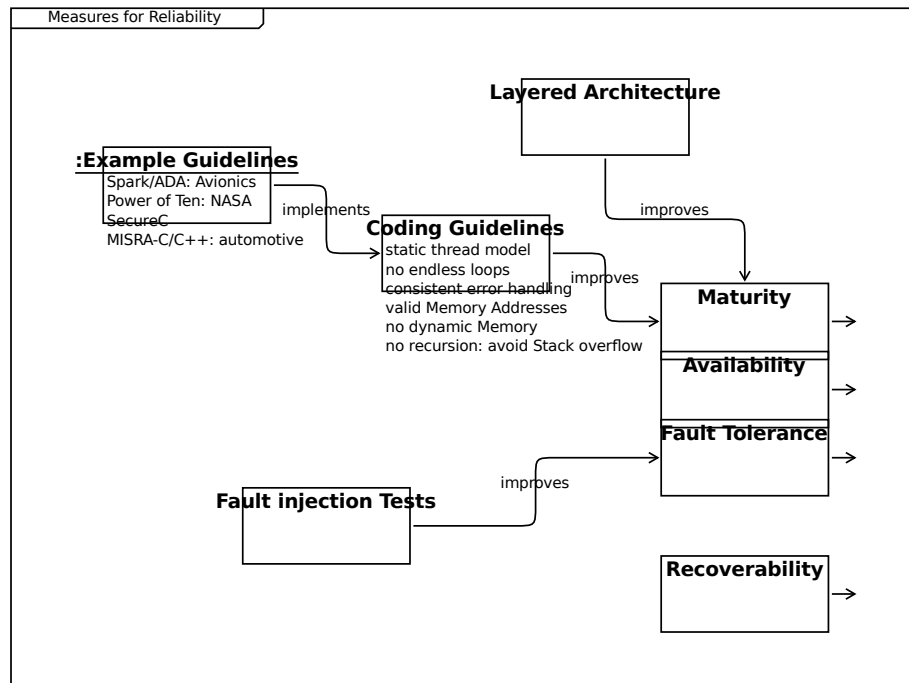 Measures for Reliability
Layered Architecture
:Example Guidelines
Spark/ADA: Avionics
Power of Ten: NASA
SecureC
MISRA-C/C++: automotive
implements
improves
Coding Guidelines
static thread model
no endless loops
consistent error handling
valid Memory Addresses
no dynamic Memory
no recursion: avoid Stack overflow
improves
Maturity
Availability
Fault Tolerance
improves
Fault injection Tests
Recoverability